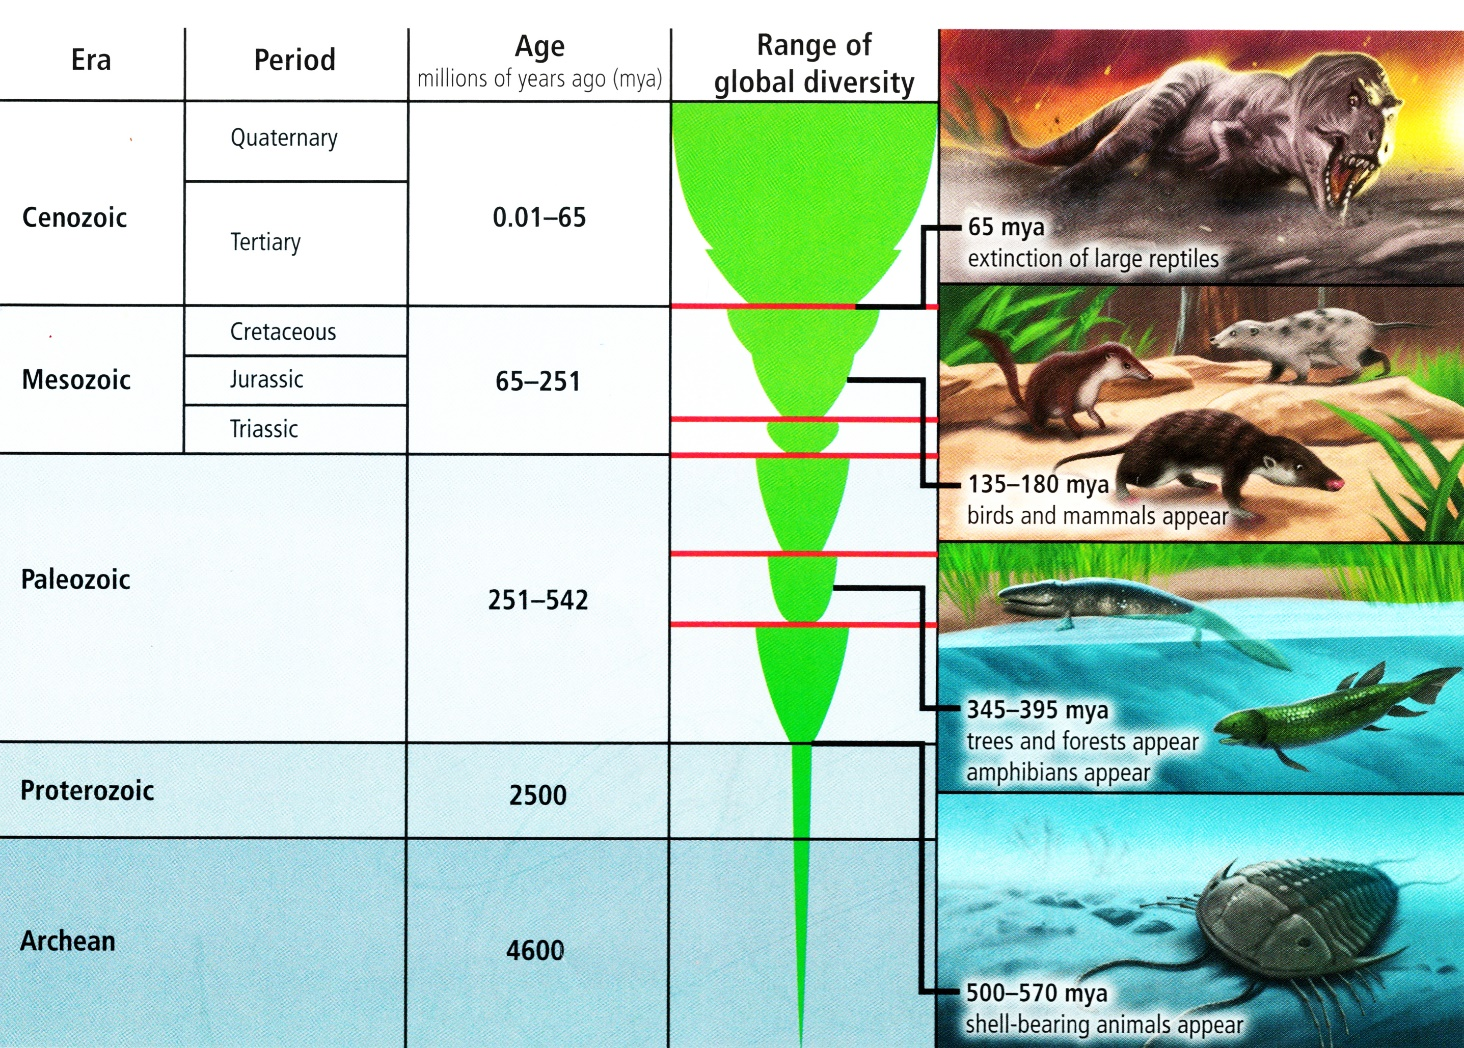 Era
Period
Age
millions of years ago (mya)
Range of
global diversity
Cenozoic
Quaternary
Tertiary
0.01–65
65 mya
extinction of large reptiles
Mesozoic
Cretaceous
Jurassic
Triassic
65–251
135–180 mya
birds and mammals appear
Paleozoic
251–542
345–395 mya
trees and forests appear
amphibians appear
Proterozoic
2500
Archean
4600
500–570 mya
shell-bearing animals appear